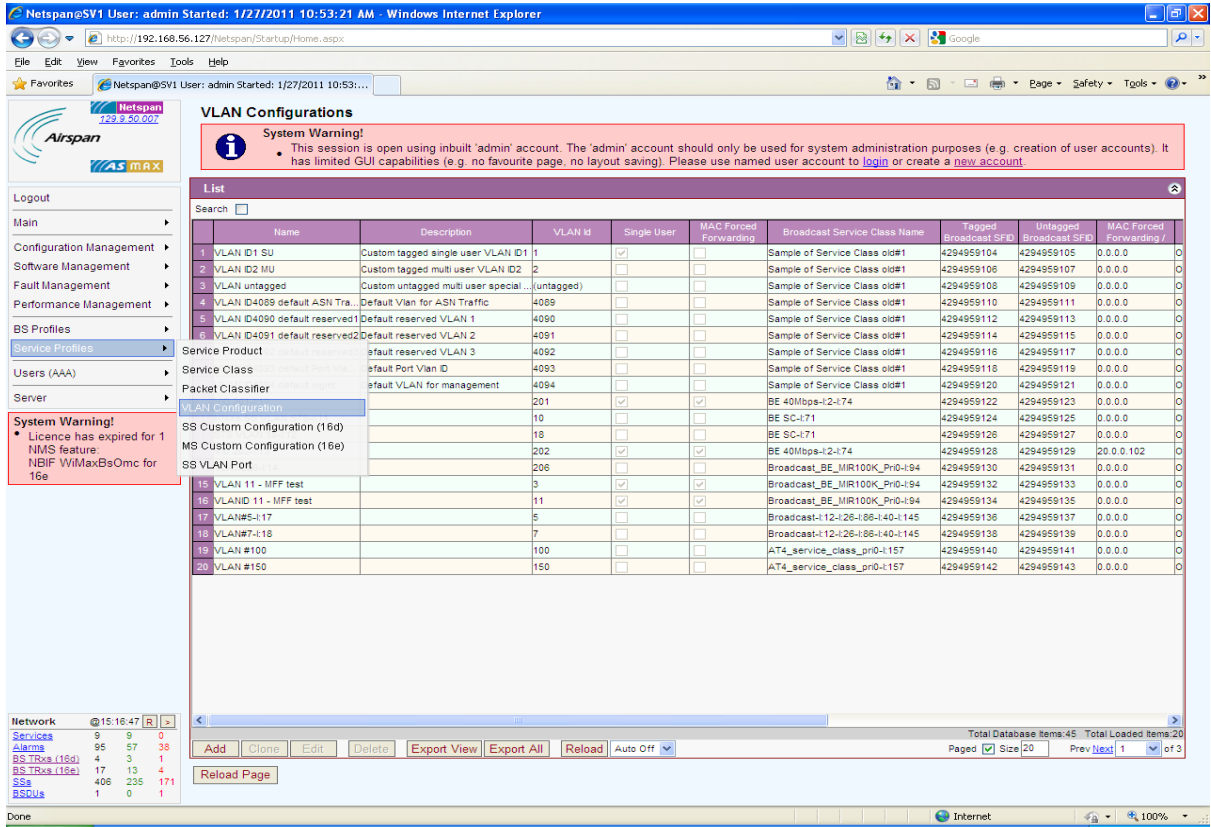 Netspan@SV1 User: admin Started: 1/27/2011 10:53:21 AM - Windows Internet Explorer
http://192.168.56.127/Netspan/Startup/Home.aspx
Google
File Edit View Favorites Tools Help
Favorites
Netspan@SV1 User: admin Started: 1/27/2011 10:53:...
Page Safety Tools
Netspan
129.9.50.007
Airspan
AS MAX
Logout
Main
Configuration Management
Software Management
Fault Management
Performance Management
BS Profiles
Service Profiles
Users (AAA)
Server
System Warning!
Licence has expired for 1
NMS feature:
NBIF WiMaxBsOmc for
16e
Service Product
Service Class
Packet Classifier
VLAN Configuration
SS Custom Configuration (16d)
MS Custom Configuration (16e)
SS VLAN Port
VLAN Configurations
System Warning!
This session is open using inbuilt 'admin' account. The 'admin' account should only be used for system administration purposes (e.g. creation of user accounts). It
has limited GUI capabilities (e.g. no favourite page, no layout saving). Please use named user account to login or create a new account.
List
Search
Name Description VLAN Id Single User MAC Forced Forwarding Broadcast Service Class Name Tagged Broadcast SFID Untagged Broadcast SFID MAC Forced Forwarding /
1 VLAN ID1 SU Custom tagged single user VLAN ID1 1 Sample of Service Class old#1 4294959104 4294959105 0.0.0.0 O
2 VLAN ID2 MU Custom tagged multi user VLAN ID2 2 Sample of Service Class old#1 4294959106 4294959107 0.0.0.0 O
3 VLAN untagged Custom untagged multi user special ... (untagged) Sample of Service Class old#1 4294959108 4294959109 0.0.0.0 O
4 VLAN ID4089 default ASN Tra... Default Vlan for ASN Traffic 4089 Sample of Service Class old#1 4294959110 4294959111 0.0.0.0 O
5 VLAN ID4090 default reserved1 Default reserved VLAN 1 4090 Sample of Service Class old#1 4294959112 4294959113 0.0.0.0 O
6 VLAN ID4091 default reserved2 Default reserved VLAN 2 4091 Sample of Service Class old#1 4294959114 4294959115 0.0.0.0 O
efault reserved VLAN 3 4092 Sample of Service Class old#1 4294959116 4294959117 0.0.0.0 O
efault Port Vlan ID 4093 Sample of Service Class old#1 4294959118 4294959119 0.0.0.0 O
efault VLAN for management 4094 Sample of Service Class old#1 4294959120 4294959121 0.0.0.0 O
201 BE 40Mbps-I:2-I:74 4294959122 4294959123 0.0.0.0 O
10 BE SC-I:71 4294959124 4294959125 0.0.0.0 O
18 BE SC-I:71 4294959126 4294959127 0.0.0.0 O
202 BE 40Mbps-I:2-I:74 4294959128 4294959129 20.0.0.102 O
206 Broadcast_BE_MIR100K_Pri0-I:94 4294959130 4294959131 0.0.0.0 O
15 VLAN 11 - MFF test 3 Broadcast_BE_MIR100K_Pri0-I:94 4294959132 4294959133 0.0.0.0 O
16 VLANID 11 - MFF test 11 Broadcast_BE_MIR100K_Pri0-I:94 4294959134 4294959135 0.0.0.0 O
17 VLAN#5-I:17 5 Broadcast-I:12-I:26-I:86-I:40-I:145 4294959136 4294959137 0.0.0.0 O
18 VLAN#7-I:18 7 Broadcast-I:12-I:26-I:86-I:40-I:145 4294959138 4294959139 0.0.0.0 O
19 VLAN #100 100 AT4_service_class_pri0-I:157 4294959140 4294959141 0.0.0.0 O
20 VLAN #150 150 AT4_service_class_pri0-I:157 4294959142 4294959143 0.0.0.0 O
Total Database Items:45 Total Loaded Items:20
Add Clone Edit Delete Export View Export All Reload Auto Off Paged Size 20 Prev Next 1 of 3
Reload Page
Network @15:16:47 R >
Services 9 9 0
Alarms 95 57 38
BS TRxs (16d) 4 3 1
BS TRxs (16e) 17 13 4
SSs 406 235 171
BSDUs 1 0 1
Done Internet 100%